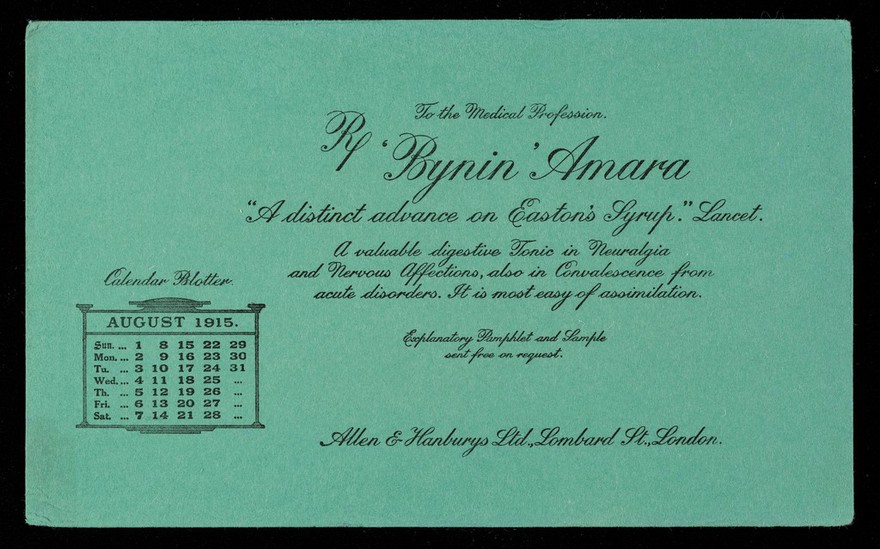 To the Medical Profession.
℞ 'Bynin' Amara
"A distinct advance on Easton's Syrup." Lancet.
A valuable digestive Tonic in Neuralgia
and Nervous Affections, also in Convalescence from
acute disorders. It is most easy of assimilation.
Explanatory Pamphlet and Sample
sent free on request.
Allen & Hanburys Ltd., Lombard St., London.
Calendar Blotter.
AUGUST 1915.
Sun. ... 1 8 15 22 29
Mon. ... 2 9 16 23 30
Tu. ... 3 10 17 24 31
Wed. ... 4 11 18 25 ...
Th. ... 5 12 19 26 ...
Fri. ... 6 13 20 27 ...
Sat. ... 7 14 21 28 ...